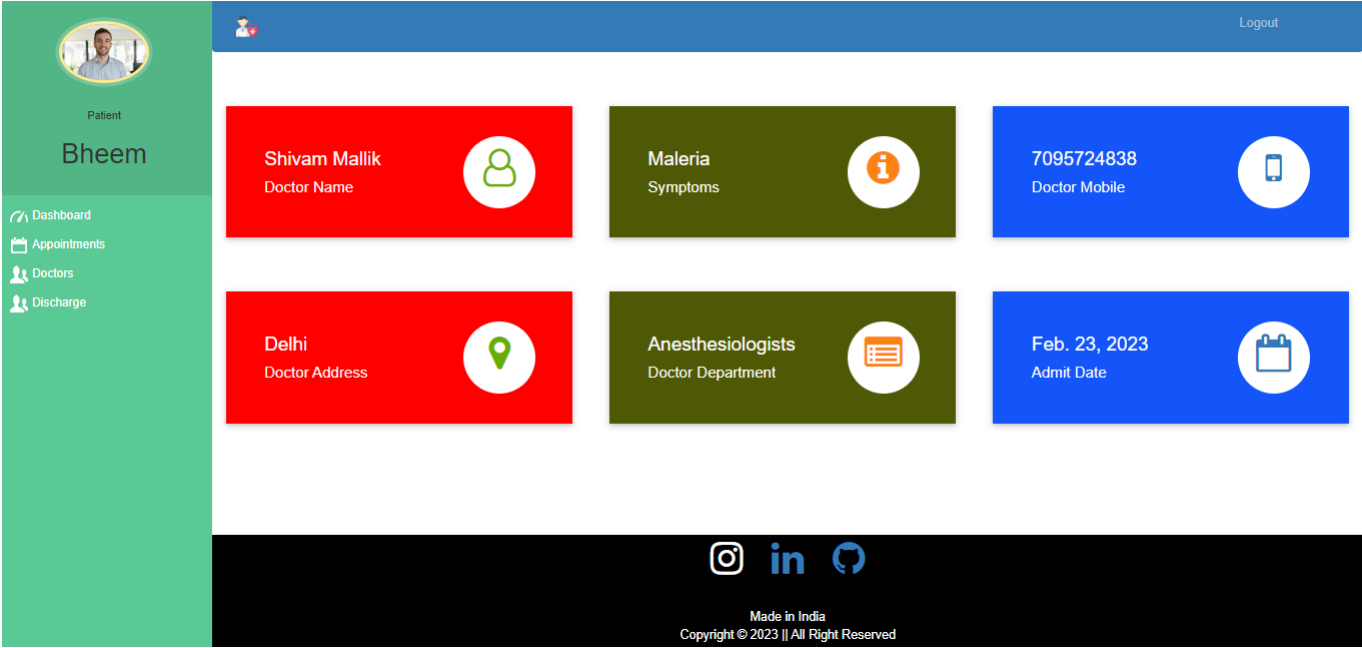 Logout
Patient
Bheem
Dashboard
Appointments
Doctors
Discharge
Shivam Mallik
Doctor Name
Maleria
Symptoms
7095724838
Doctor Mobile
Delhi
Doctor Address
Anesthesiologists
Doctor Department
Feb. 23, 2023
Admit Date
in
Made in India
Copyright © 2023 || All Right Reserved